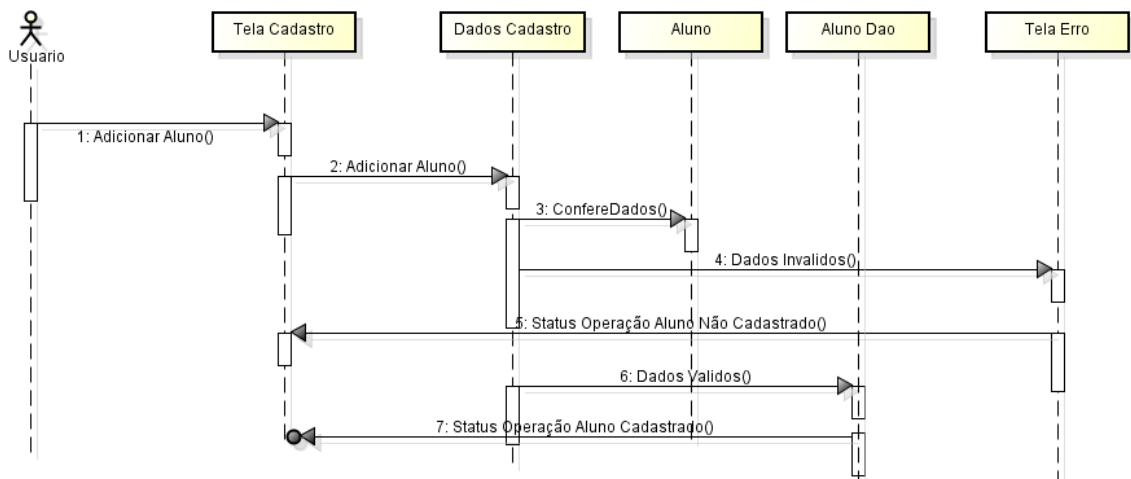 Usuario
Tela Cadastro
Dados Cadastro
Aluno
Aluno Dao
Tela Erro
1: Adicionar Aluno()
2: Adicionar Aluno()
3: ConfereDados()
4: Dados Invalidos()
5: Status Operação Aluno Não Cadastrado()
6: Dados Validos()
7: Status Operação Aluno Cadastrado()